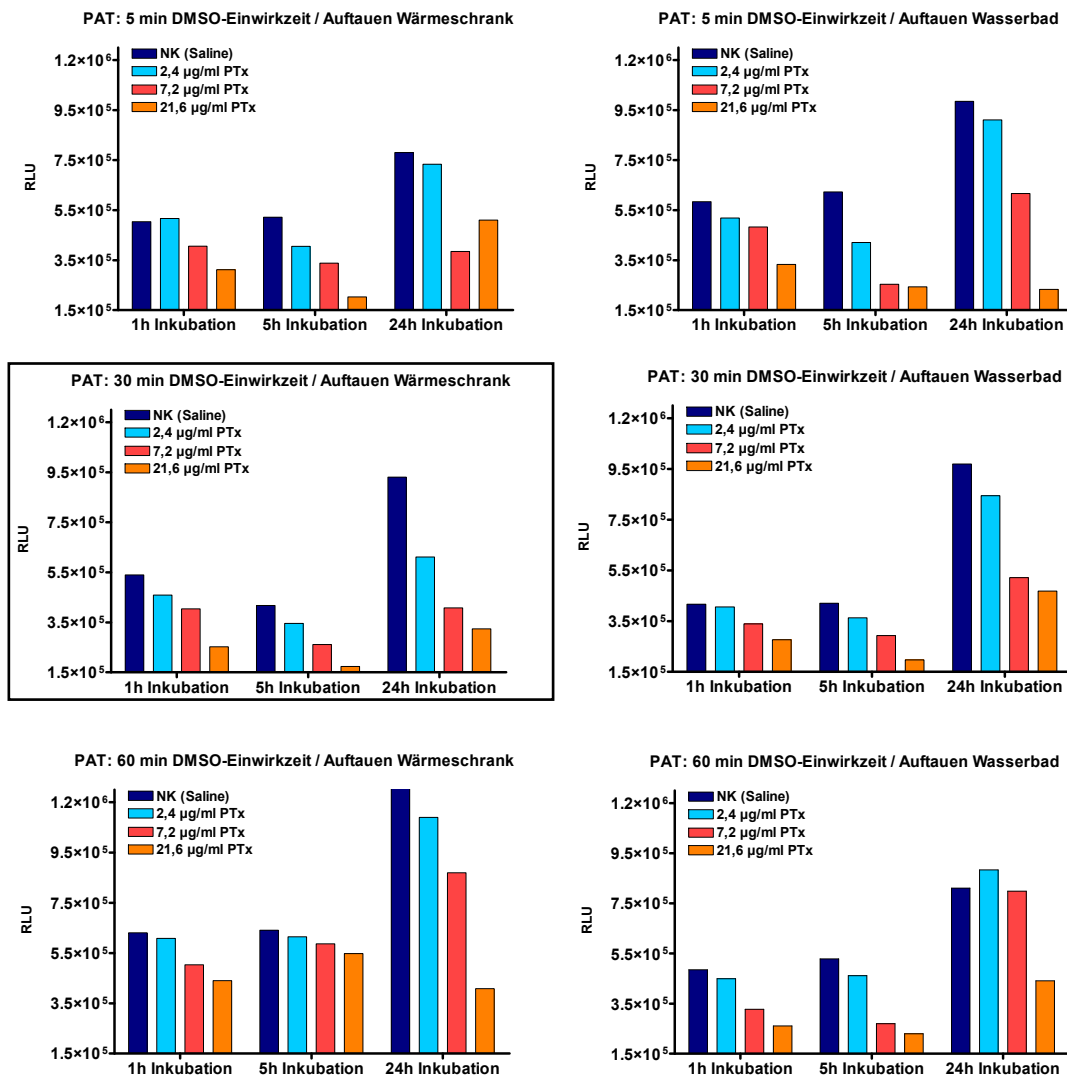 PAT: 5 min DMSO-Einwirkzeit / Auftauen Wärmeschrank
NK (Saline)
2,4 µg/ml PTx
7,2 µg/ml PTx
21,6 µg/ml PTx
1.2×10⁶
9.5×10⁵
7.5×10⁵
5.5×10⁵
3.5×10⁵
1.5×10⁵
RLU
1h Inkubation 5h Inkubation 24h Inkubation
PAT: 5 min DMSO-Einwirkzeit / Auftauen Wasserbad
NK (Saline)
2,4 µg/ml PTx
7,2 µg/ml PTx
21,6 µg/ml PTx
1.2×10⁶
9.5×10⁵
7.5×10⁵
5.5×10⁵
3.5×10⁵
1.5×10⁵
RLU
1h Inkubation 5h Inkubation 24h Inkubation
PAT: 30 min DMSO-Einwirkzeit / Auftauen Wärmeschrank
NK (Saline)
2,4 µg/ml PTx
7,2 µg/ml PTx
21,6 µg/ml PTx
1.2×10⁶
9.5×10⁵
7.5×10⁵
5.5×10⁵
3.5×10⁵
1.5×10⁵
RLU
1h Inkubation 5h Inkubation 24h Inkubation
PAT: 30 min DMSO-Einwirkzeit / Auftauen Wasserbad
NK (Saline)
2,4 µg/ml PTx
7,2 µg/ml PTx
21,6 µg/ml PTx
1.2×10⁶
9.5×10⁵
7.5×10⁵
5.5×10⁵
3.5×10⁵
1.5×10⁵
RLU
1h Inkubation 5h Inkubation 24h Inkubation
PAT: 60 min DMSO-Einwirkzeit / Auftauen Wärmeschrank
NK (Saline)
2,4 µg/ml PTx
7,2 µg/ml PTx
21,6 µg/ml PTx
1.2×10⁶
9.5×10⁵
7.5×10⁵
5.5×10⁵
3.5×10⁵
1.5×10⁵
RLU
1h Inkubation 5h Inkubation 24h Inkubation
PAT: 60 min DMSO-Einwirkzeit / Auftauen Wasserbad
NK (Saline)
2,4 µg/ml PTx
7,2 µg/ml PTx
21,6 µg/ml PTx
1.2×10⁶
9.5×10⁵
7.5×10⁵
5.5×10⁵
3.5×10⁵
1.5×10⁵
RLU
1h Inkubation 5h Inkubation 24h Inkubation